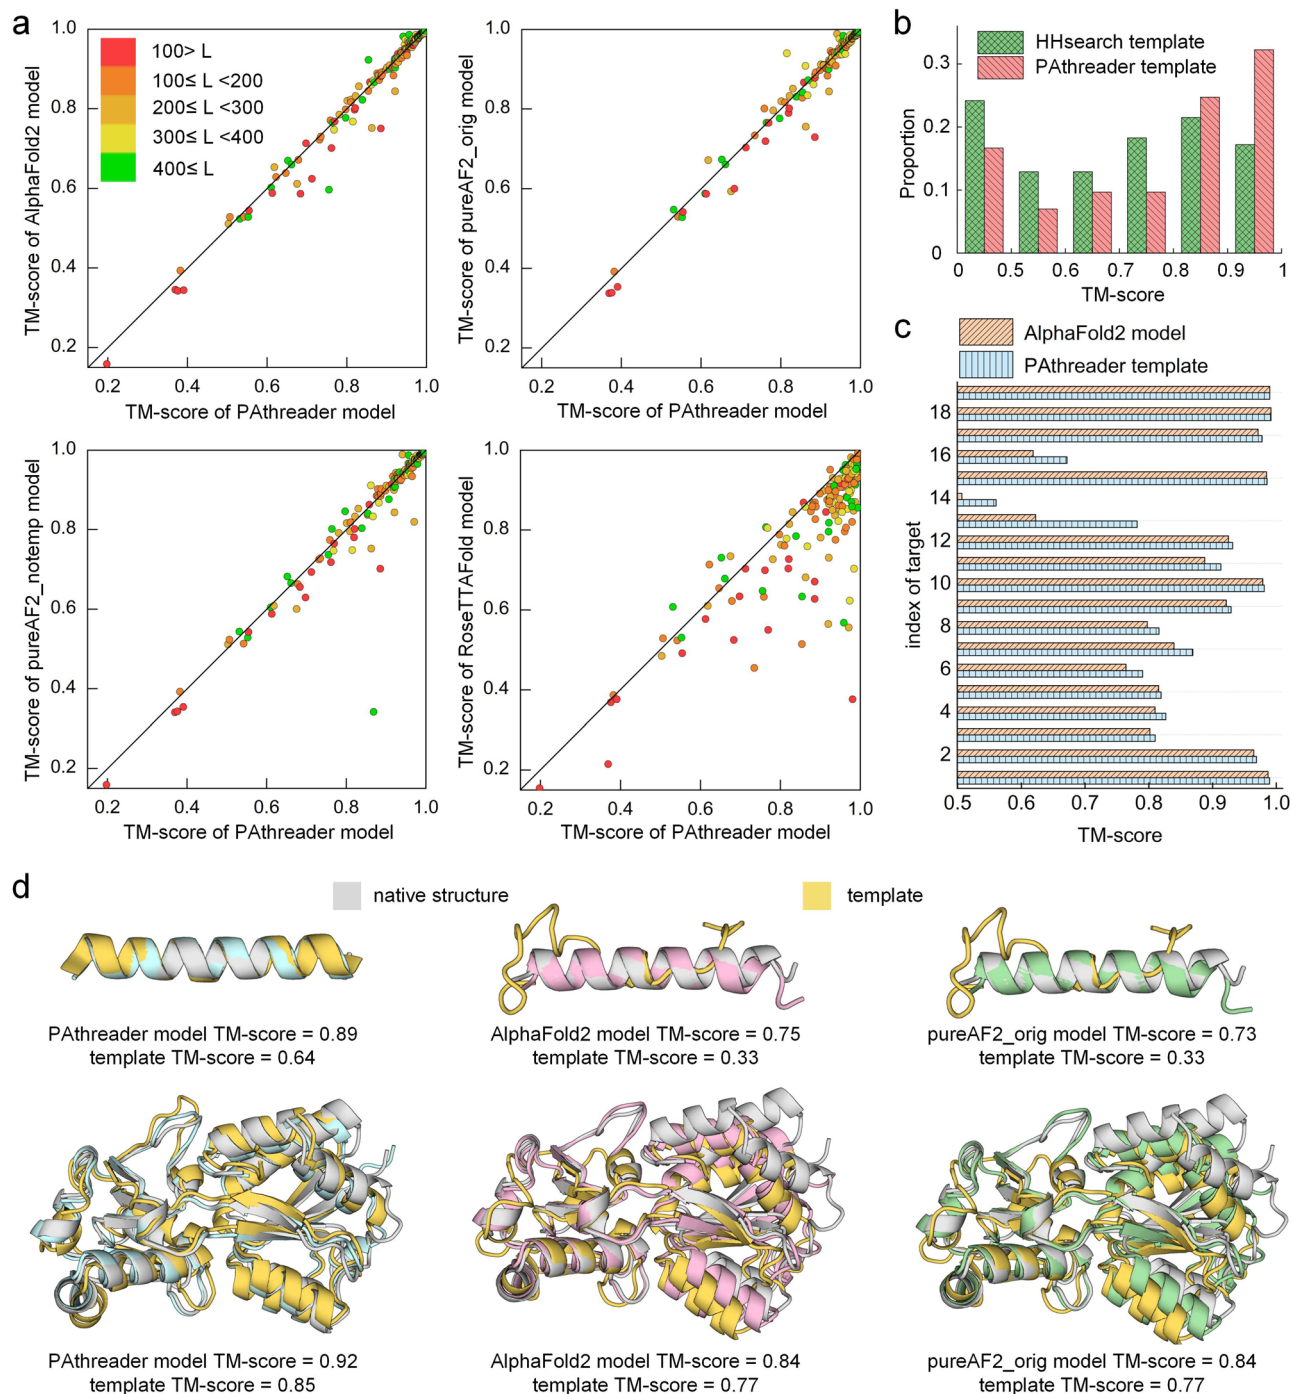 a
TM-score of AlphaFold2 model
1.0
0.8
0.6
0.4
0.2
100> L
100≤ L <200
200≤ L <300
300≤ L <400
400≤ L
0.2 0.4 0.6 0.8 1.0
TM-score of PAthreader model
TM-score of pureAF2_orig model
1.0
0.8
0.6
0.4
0.2
0.2 0.4 0.6 0.8 1.0
TM-score of PAthreader model
TM-score of pureAF2_notemp model
1.0
0.8
0.6
0.4
0.2
0.2 0.4 0.6 0.8 1.0
TM-score of PAthreader model
TM-score of RoseTTAFold model
1.0
0.8
0.6
0.4
0.2
0.2 0.4 0.6 0.8 1.0
TM-score of PAthreader model
b
HHsearch template
PAthreader template
Proportion
0.3
0.2
0.1
0
0 0.5 0.6 0.7 0.8 0.9 1
TM-score
c
AlphaFold2 model
PAthreader template
index of target
18
16
14
12
10
8
6
4
2
0.5 0.6 0.7 0.8 0.9 1.0
TM-score
d
native structure
template
PAthreader model TM-score = 0.89
template TM-score = 0.64
AlphaFold2 model TM-score = 0.75
template TM-score = 0.33
pureAF2_orig model TM-score = 0.73
template TM-score = 0.33
PAthreader model TM-score = 0.92
template TM-score = 0.85
AlphaFold2 model TM-score = 0.84
template TM-score = 0.77
pureAF2_orig model TM-score = 0.84
template TM-score = 0.77